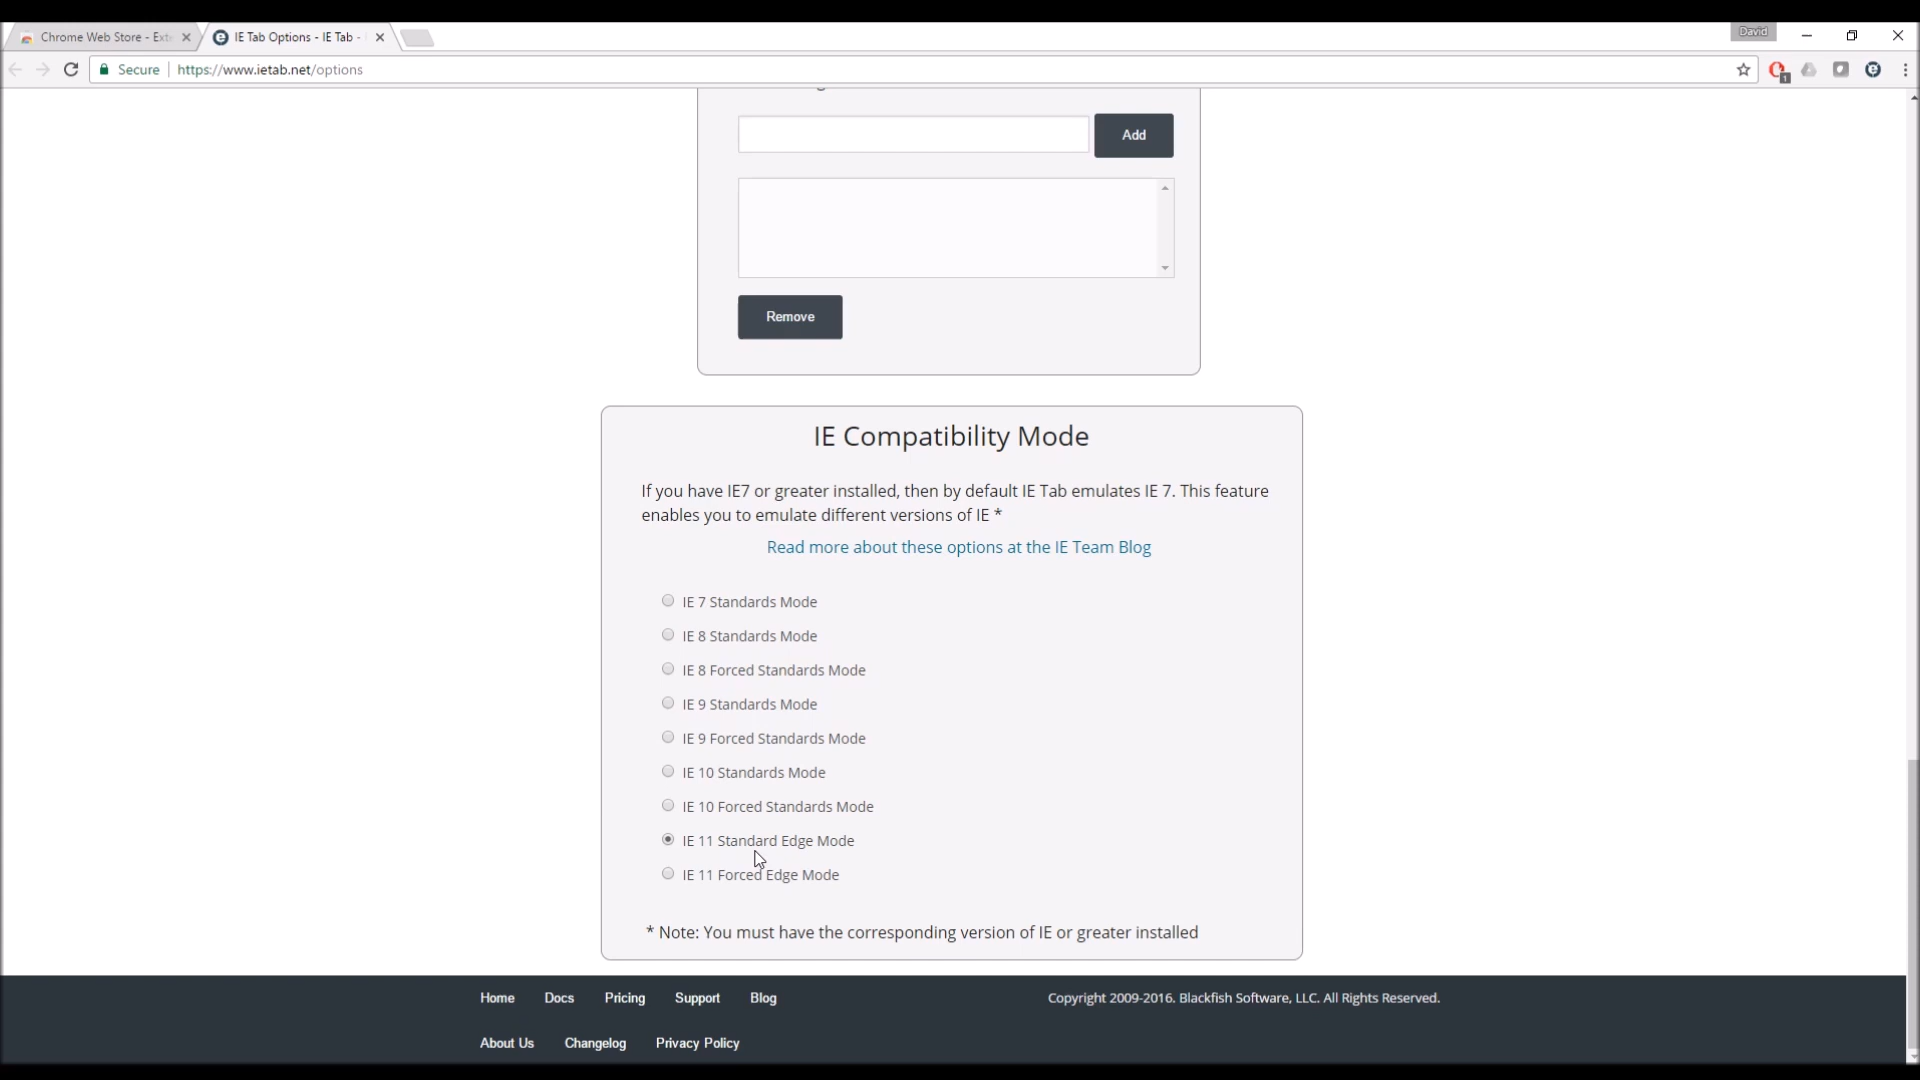 Chrome Web Store - Ext
IE Tab Options - IE Tab -
David
Secure
https://www.ietab.net/options
1
Add
Remove
IE Compatibility Mode
If you have IE7 or greater installed, then by default IE Tab emulates IE 7. This feature
enables you to emulate different versions of IE *
Read more about these options at the IE Team Blog
IE 7 Standards Mode
IE 8 Standards Mode
IE 8 Forced Standards Mode
IE 9 Standards Mode
IE 9 Forced Standards Mode
IE 10 Standards Mode
IE 10 Forced Standards Mode
IE 11 Standard Edge Mode
IE 11 Forced Edge Mode
* Note: You must have the corresponding version of IE or greater installed
Home Docs Pricing Support Blog
Copyright 2009-2016. Blackfish Software, LLC. All Rights Reserved.
About Us Changelog Privacy Policy